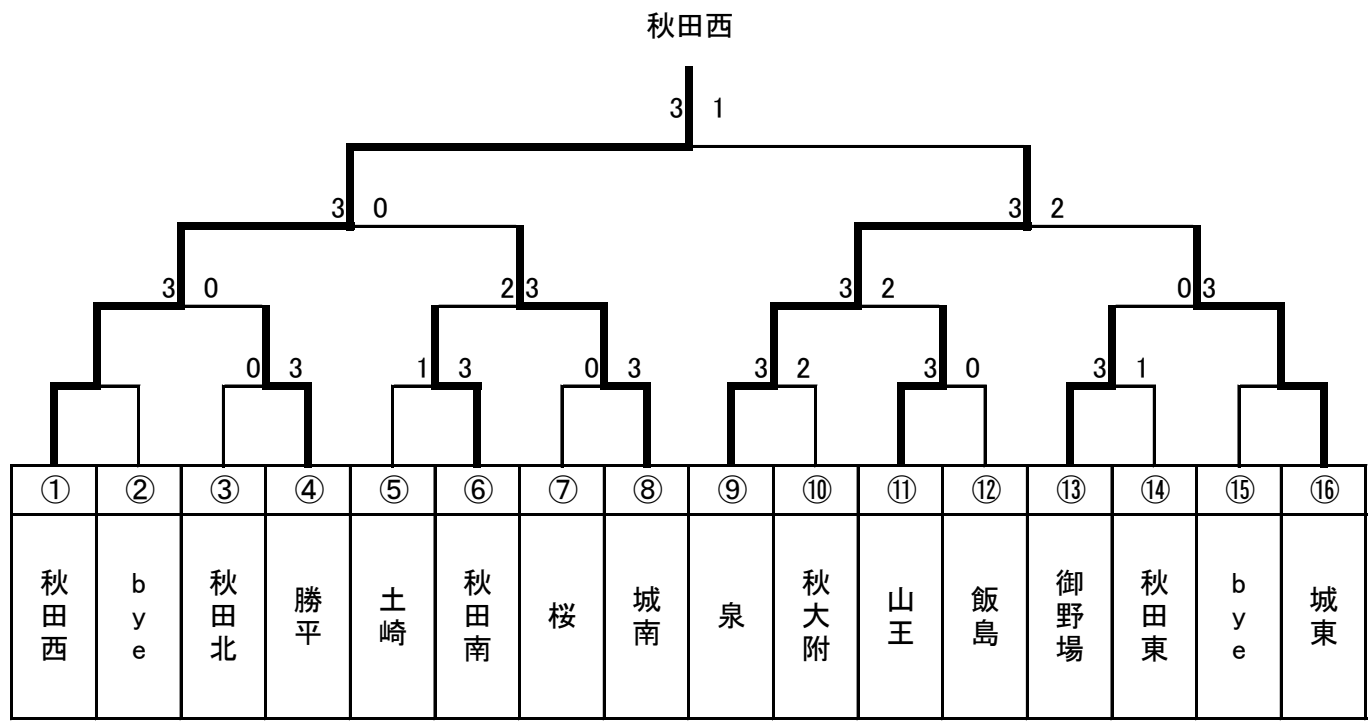 秋田西
3 1
3 0 3 2
3 0 2 3 3 2 0 3
0 3 1 3 0 3 3 2 3 0 3 1
① ② ③ ④ ⑤ ⑥ ⑦ ⑧ ⑨ ⑩ ⑪ ⑫ ⑬ ⑭ ⑮ ⑯
秋田西
bye
秋田北
勝平
土崎
秋田南
桜
城南
泉
秋大附
山王
飯島
御野場
秋田東
bye
城東